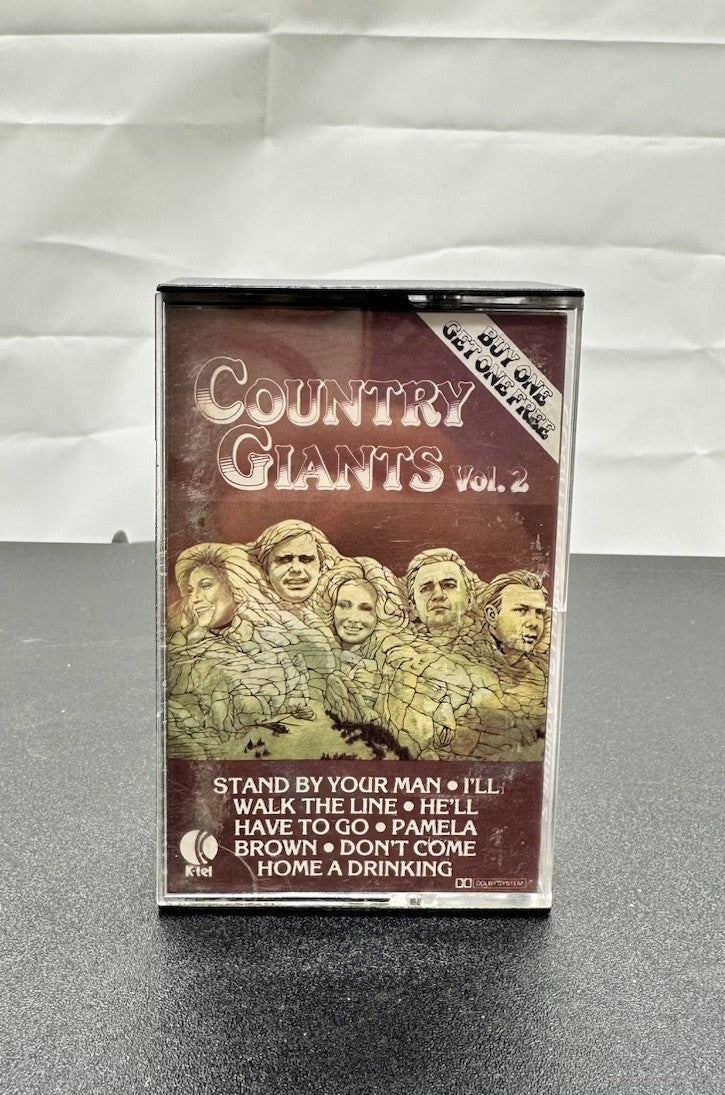 BUY ONE
GET ONE FREE
COUNTRY
GIANTS Vol. 2
STAND BY YOUR MAN • I'LL
WALK THE LINE • HE'LL
HAVE TO GO • PAMELA
BROWN • DON'T COME
HOME A DRINKING
K-tel
DOLBY SYSTEM